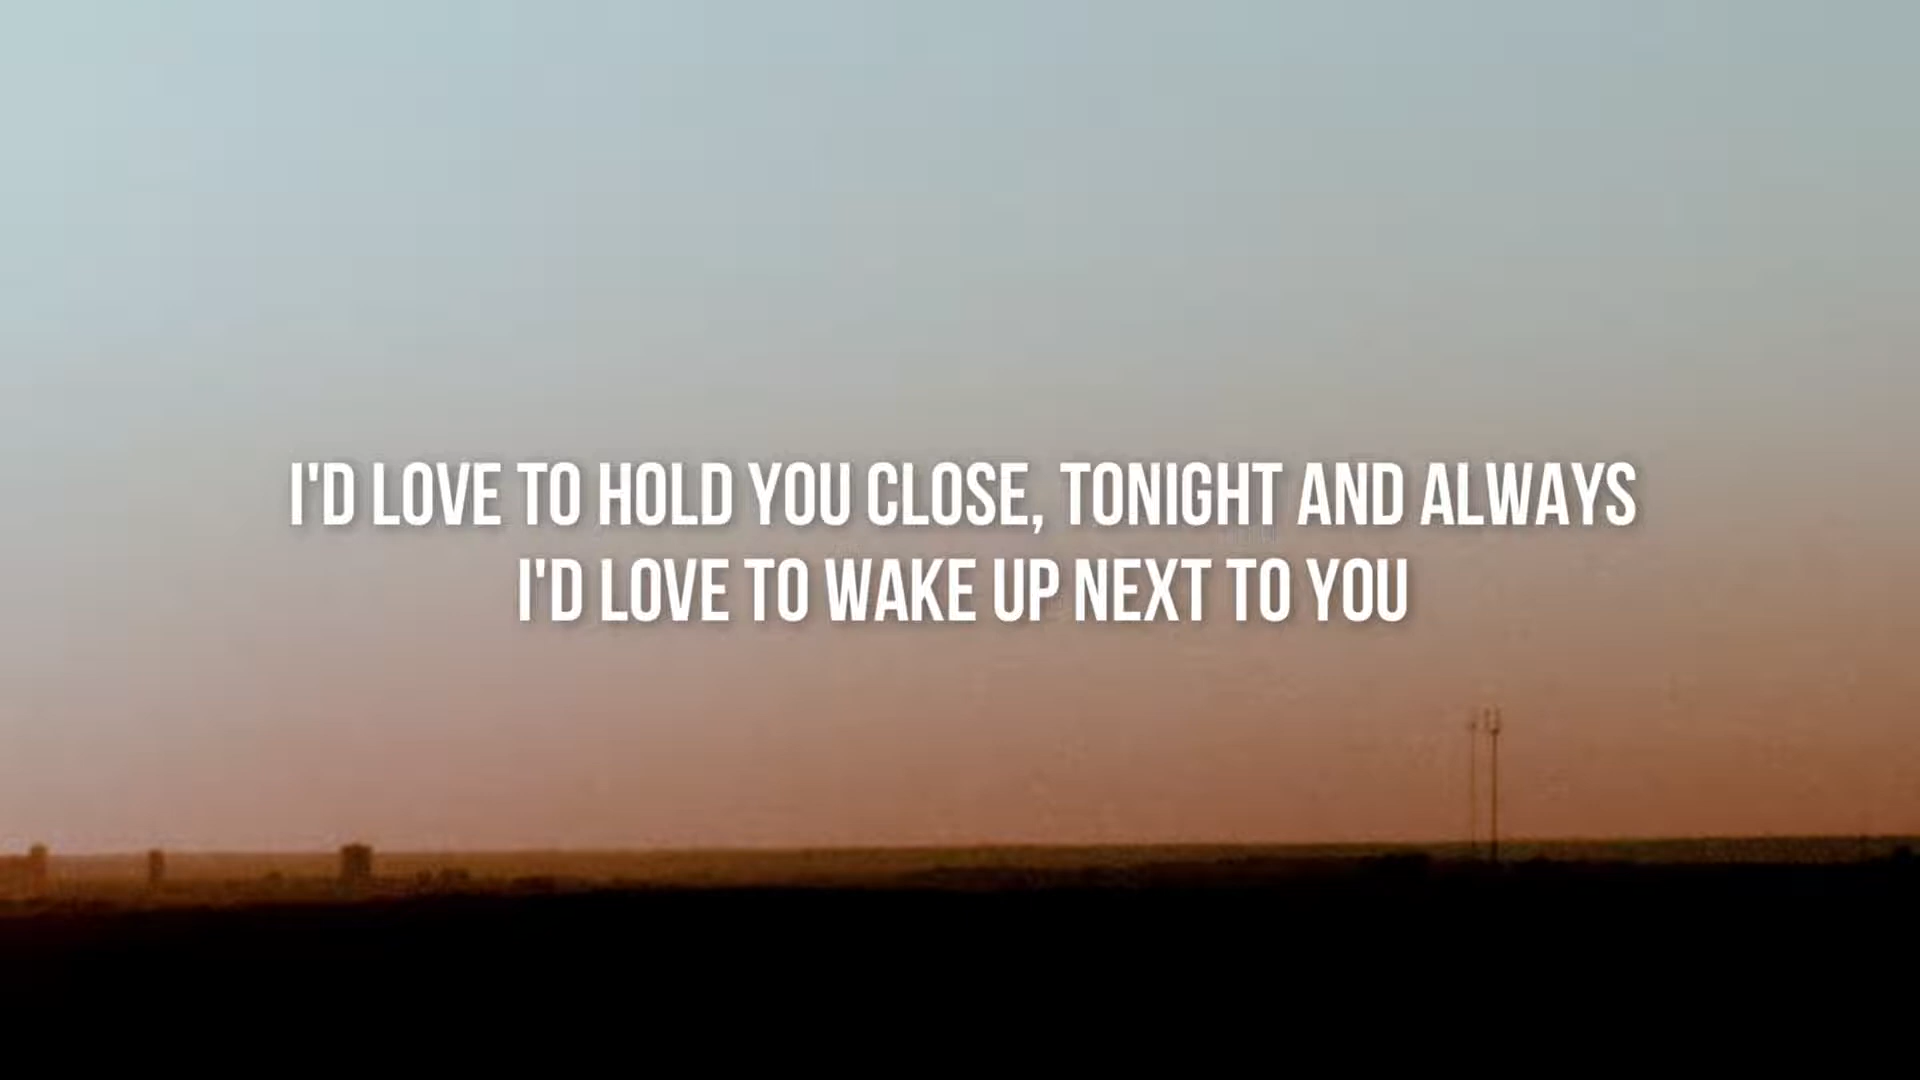 I'D LOVE TO HOLD YOU CLOSE, TONIGHT AND ALWAYS
I'D LOVE TO WAKE UP NEXT TO YOU